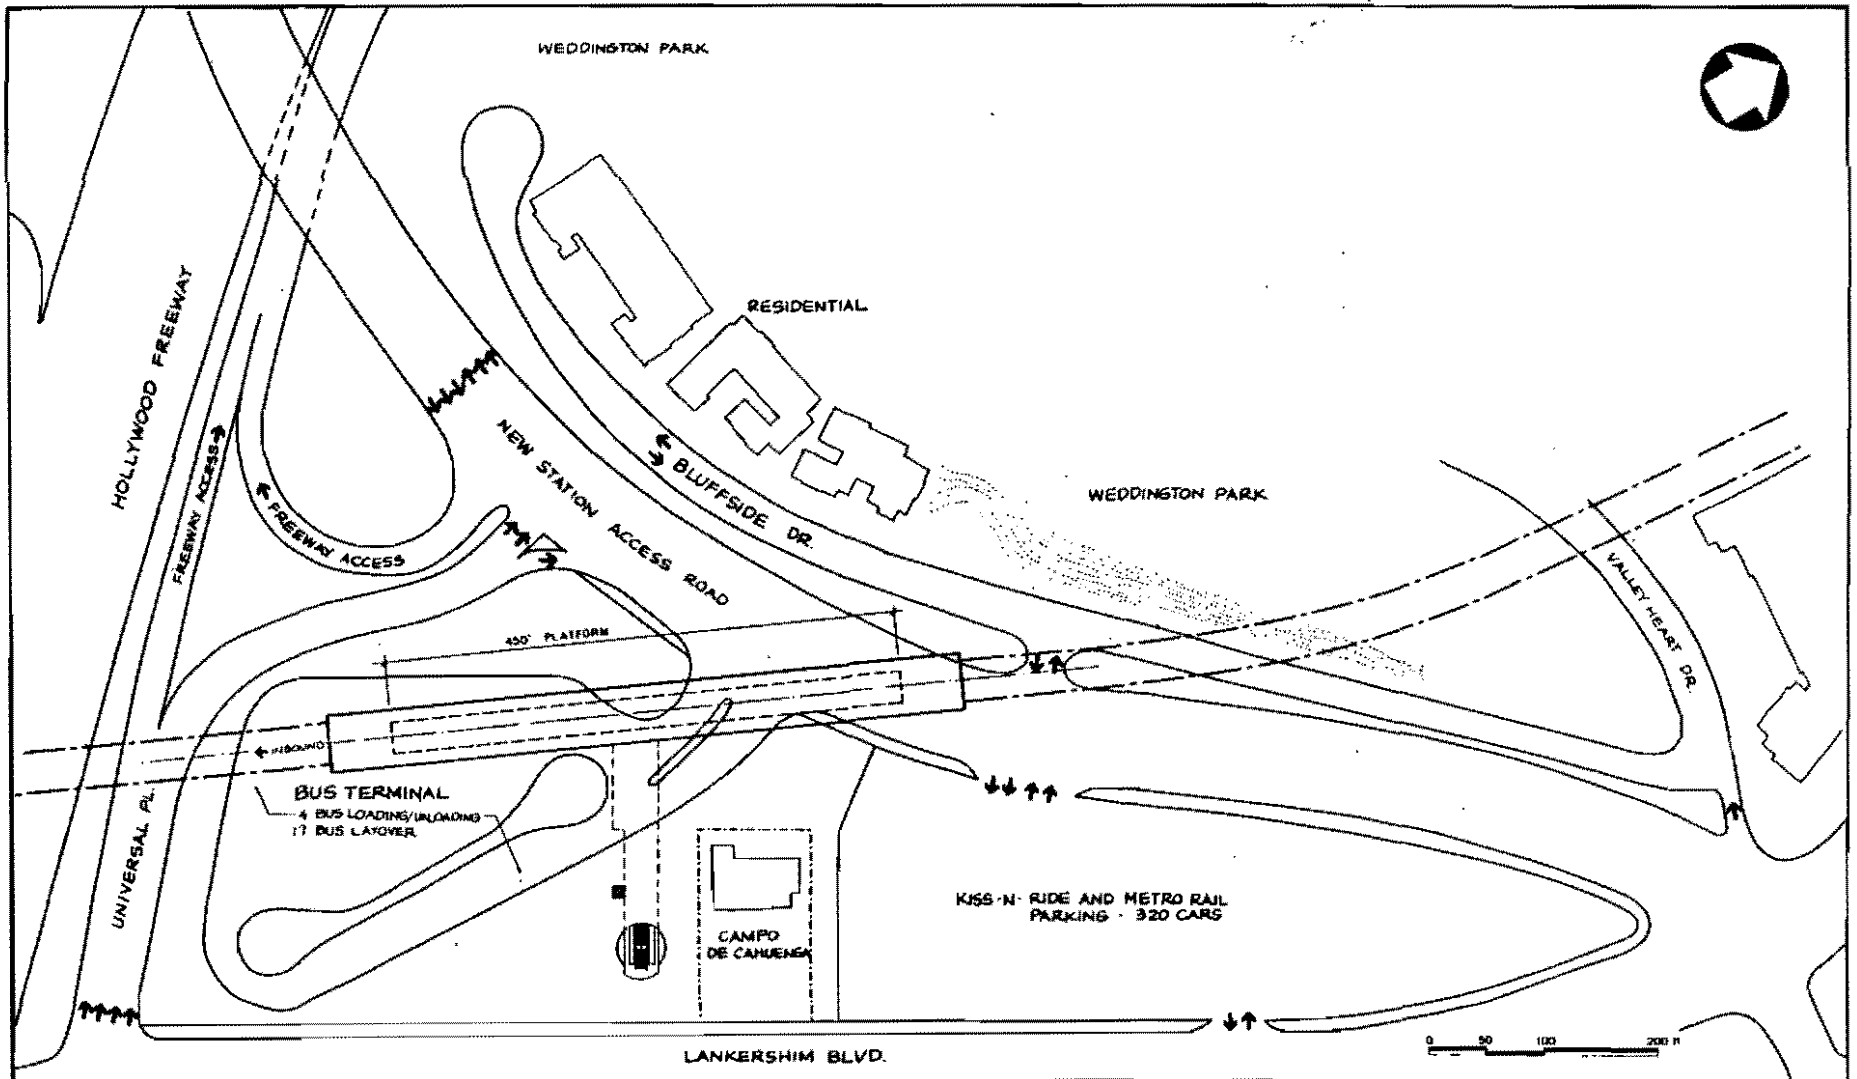 WEDDINGTON PARK
HOLLYWOOD FREEWAY
RESIDENTIAL
FREEWAY ACCESS
FREEWAY ACCESS
NEW STATION ACCESS ROAD
BLUFFSIDE DR.
WEDDINGTON PARK
VALLEY HEART DR.
450' PLATFORM
INBOUND
UNIVERSAL PL.
BUS TERMINAL
4 BUS LOADING/UNLOADING
17 BUS LAYOVER
CAMPO
DE CAHUENGA
KISS-N-RIDE AND METRO RAIL
PARKING - 320 CARS
LANKERSHIM BLVD.
0 50 100 200 ft